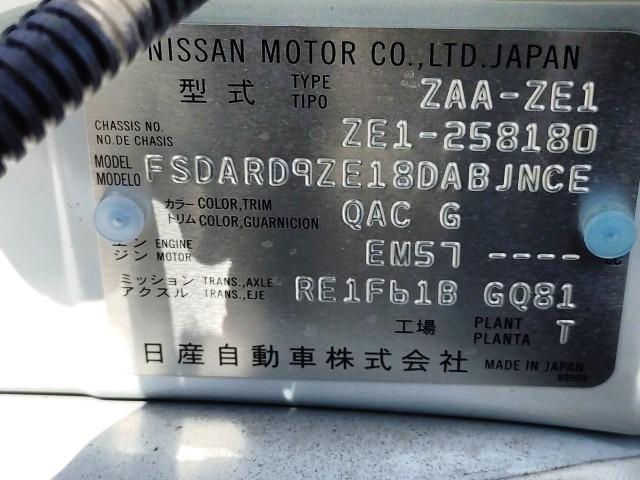 NISSAN MOTOR CO.,LTD.JAPAN
型式 TYPE TIPO ZAA-ZE1
CHASSIS NO. NO.DE CHASIS ZE1-258180
MODEL MODELO FSDARD9ZE18DABJNCE
カラー COLOR,TRIM トリム COLOR,GUARNICION QAC G
エンジン ENGINE MOTOR EM57 ----
ミッション TRANS.,AXLE アクスル TRANS.,EJE RE1F61B GQ81
工場 PLANT PLANTA T
日産自動車株式会社 MADE IN JAPAN